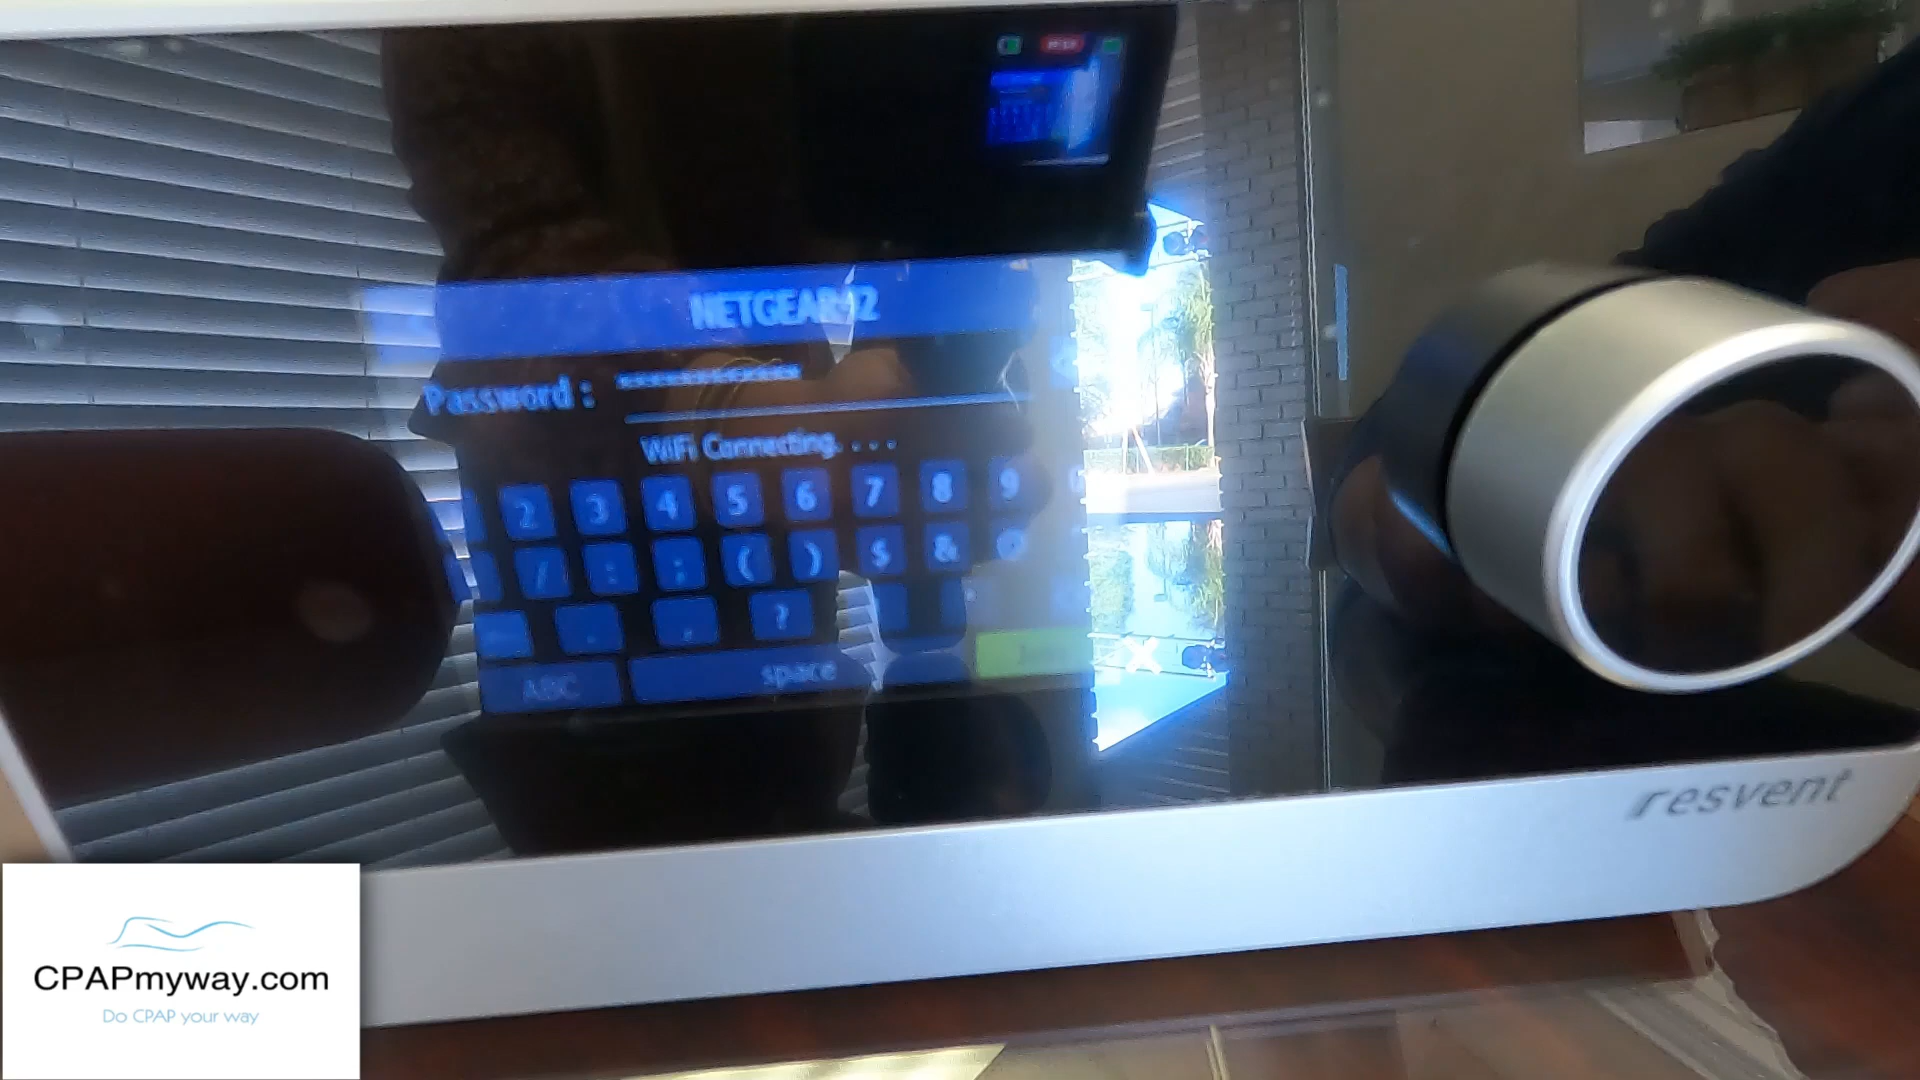 NETGEAR92
Password :
WiFi Connecting. . . .
2 3 4 5 6 7 8 9
/ : ; ( ) $ & @
. , ?
ABC space
resvent
CPAPmyway.com
Do CPAP your way